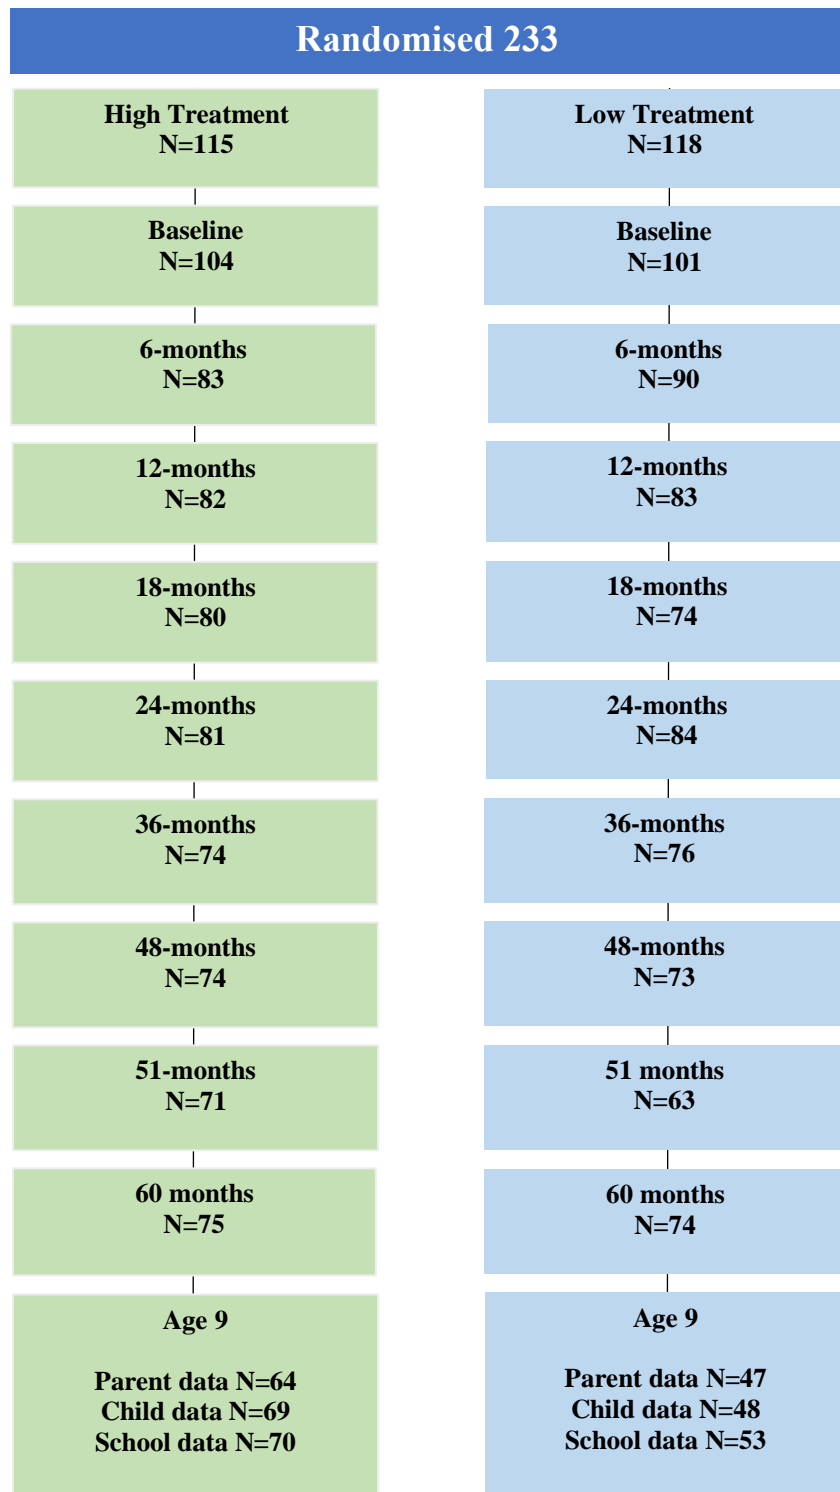 Randomised 233
High Treatment
N=115
Low Treatment
N=118
Baseline
N=104
Baseline
N=101
6-months
N=83
6-months
N=90
12-months
N=82
12-months
N=83
18-months
N=80
18-months
N=74
24-months
N=81
24-months
N=84
36-months
N=74
36-months
N=76
48-months
N=74
48-months
N=73
51-months
N=71
51 months
N=63
60 months
N=75
60 months
N=74
Age 9
Parent data N=64
Child data N=69
School data N=70
Age 9
Parent data N=47
Child data N=48
School data N=53